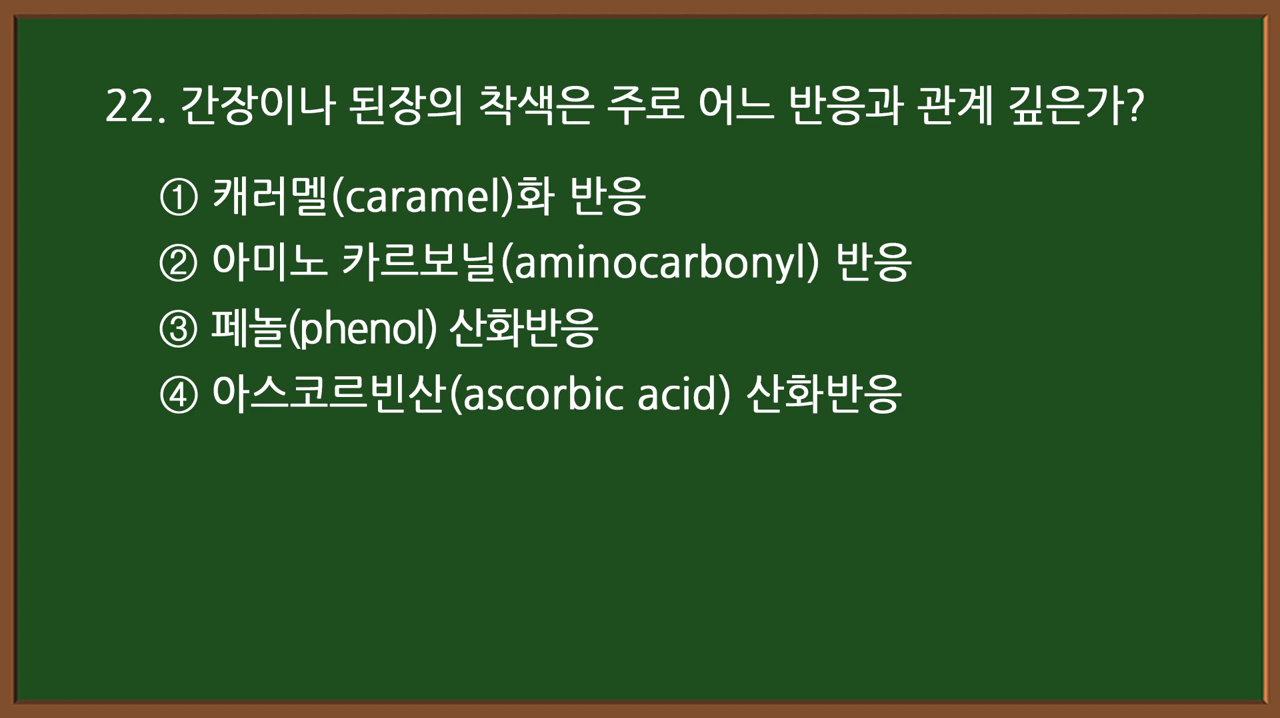 22. 간장이나 된장의 착색은 주로 어느 반응과 관계 깊은가?
① 캐러멜(caramel)화 반응
② 아미노 카르보닐(aminocarbonyl) 반응
③ 페놀(phenol) 산화반응
④ 아스코르빈산(ascorbic acid) 산화반응